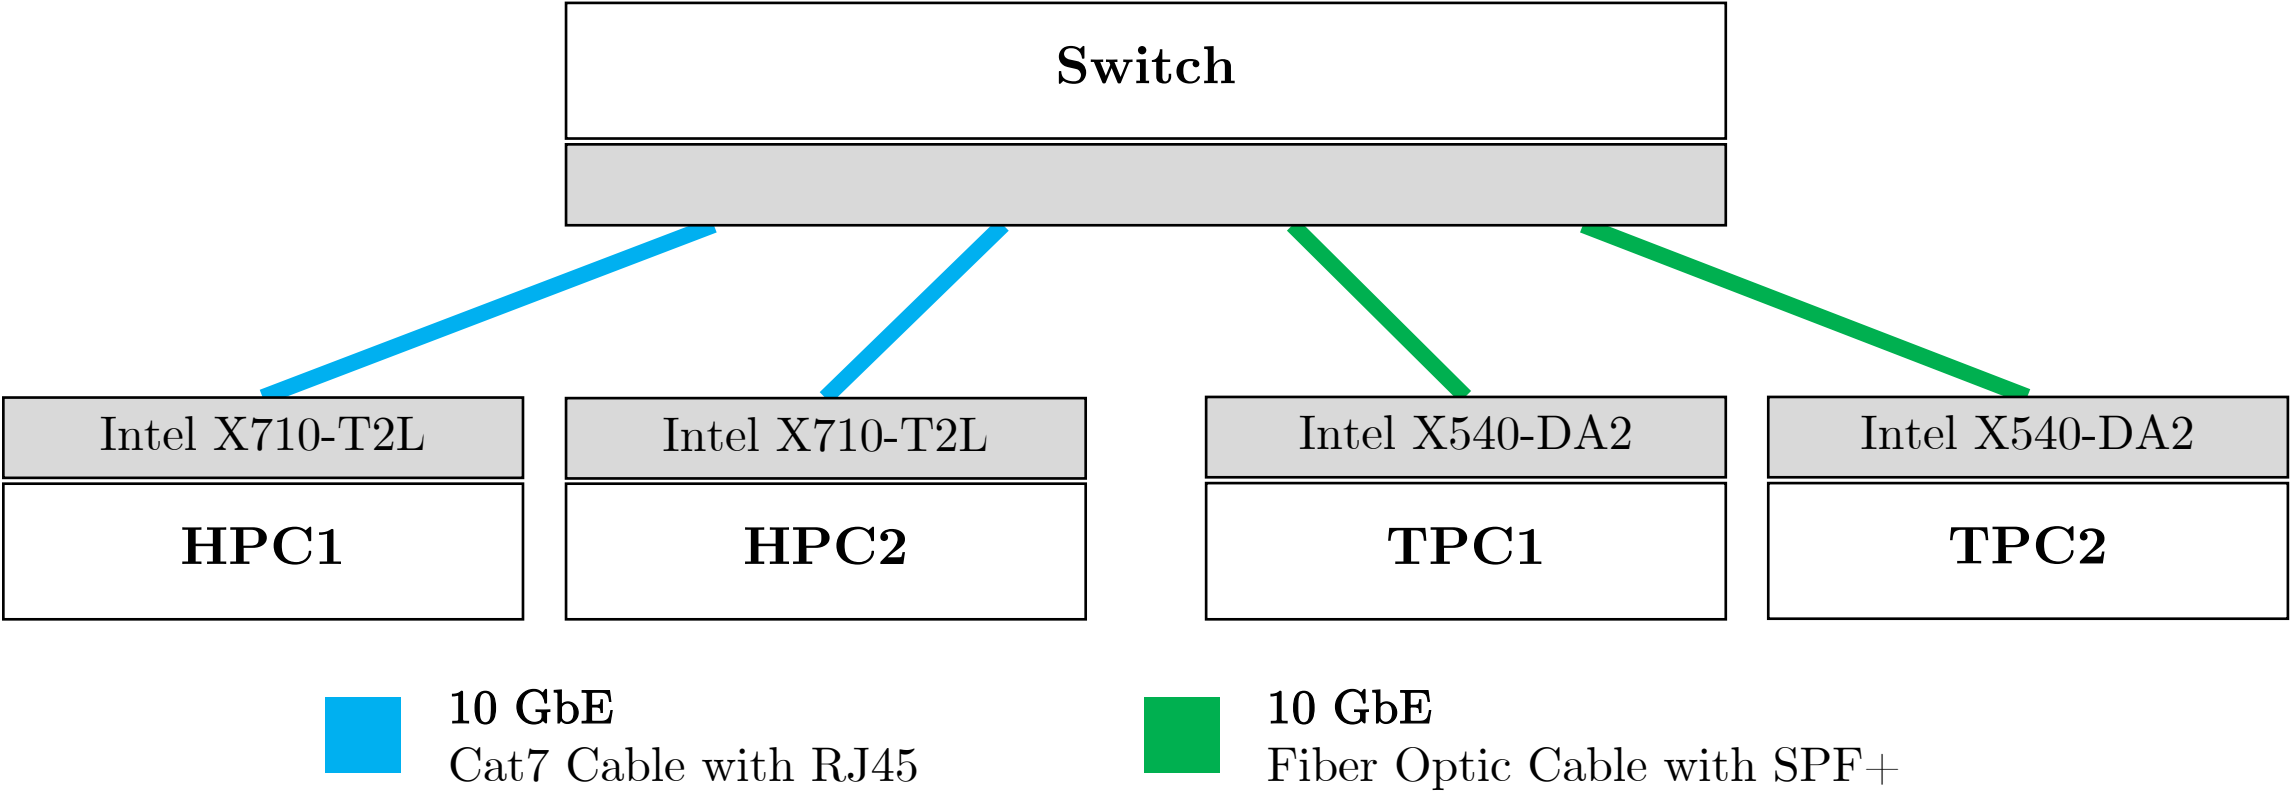 Switch
Intel X710-T2L
Intel X710-T2L
Intel X540-DA2
Intel X540-DA2
HPC1
HPC2
TPC1
TPC2
10 GbE
Cat7 Cable with RJ45
10 GbE
Fiber Optic Cable with SPF+